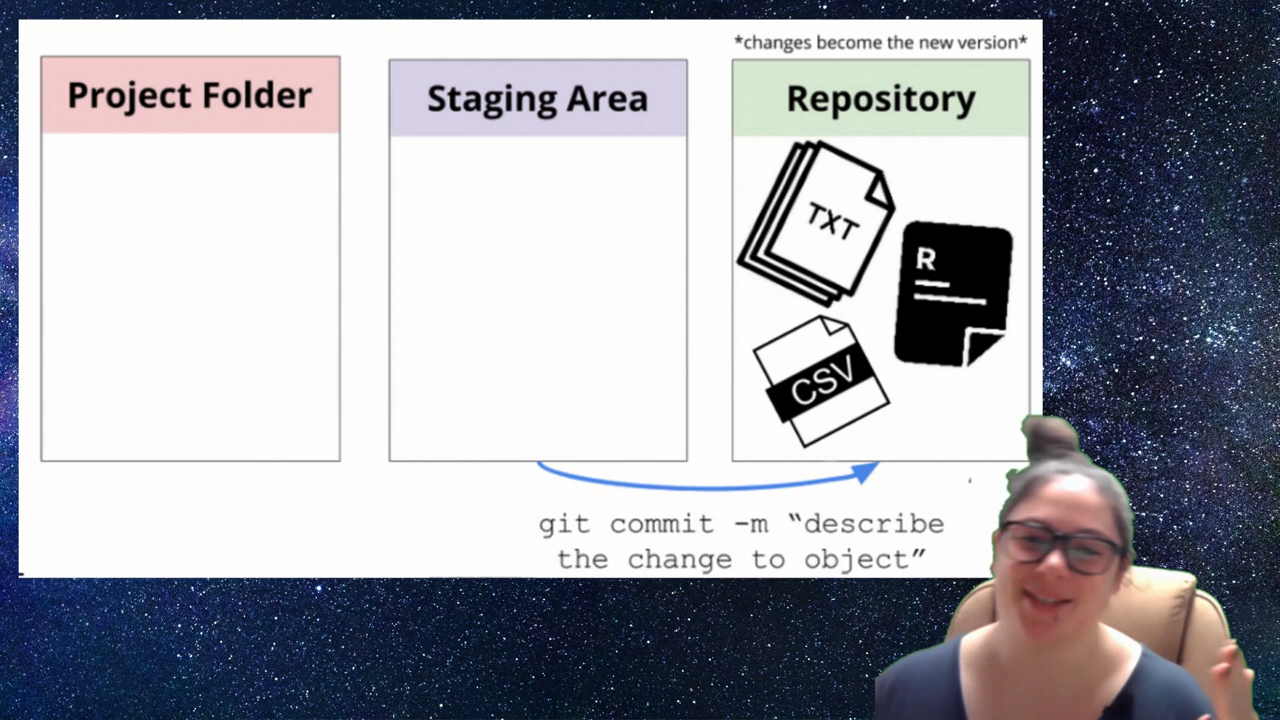 *changes become the new version*
Project Folder
Staging Area
Repository
TXT
R
CSV
git commit -m “describe
the change to object”